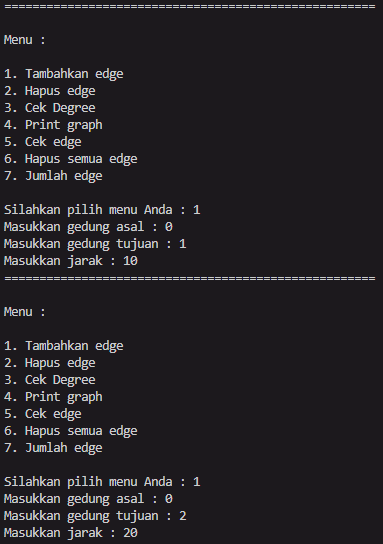 =====================================================
Menu :
1. Tambahkan edge
2. Hapus edge
3. Cek Degree
4. Print graph
5. Cek edge
6. Hapus semua edge
7. Jumlah edge
Silahkan pilih menu Anda : 1
Masukkan gedung asal : 0
Masukkan gedung tujuan : 1
Masukkan jarak : 10
=====================================================
Menu :
1. Tambahkan edge
2. Hapus edge
3. Cek Degree
4. Print graph
5. Cek edge
6. Hapus semua edge
7. Jumlah edge
Silahkan pilih menu Anda : 1
Masukkan gedung asal : 0
Masukkan gedung tujuan : 2
Masukkan jarak : 20